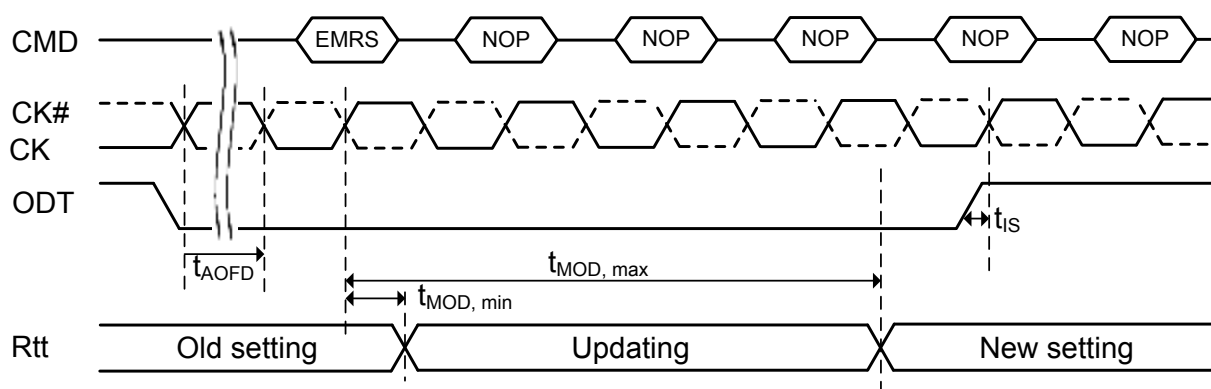 CMD EMRS NOP NOP NOP NOP NOP
CK#
CK
ODT
tIS
tAOFD
tMOD, max
tMOD, min
Rtt Old setting Updating New setting